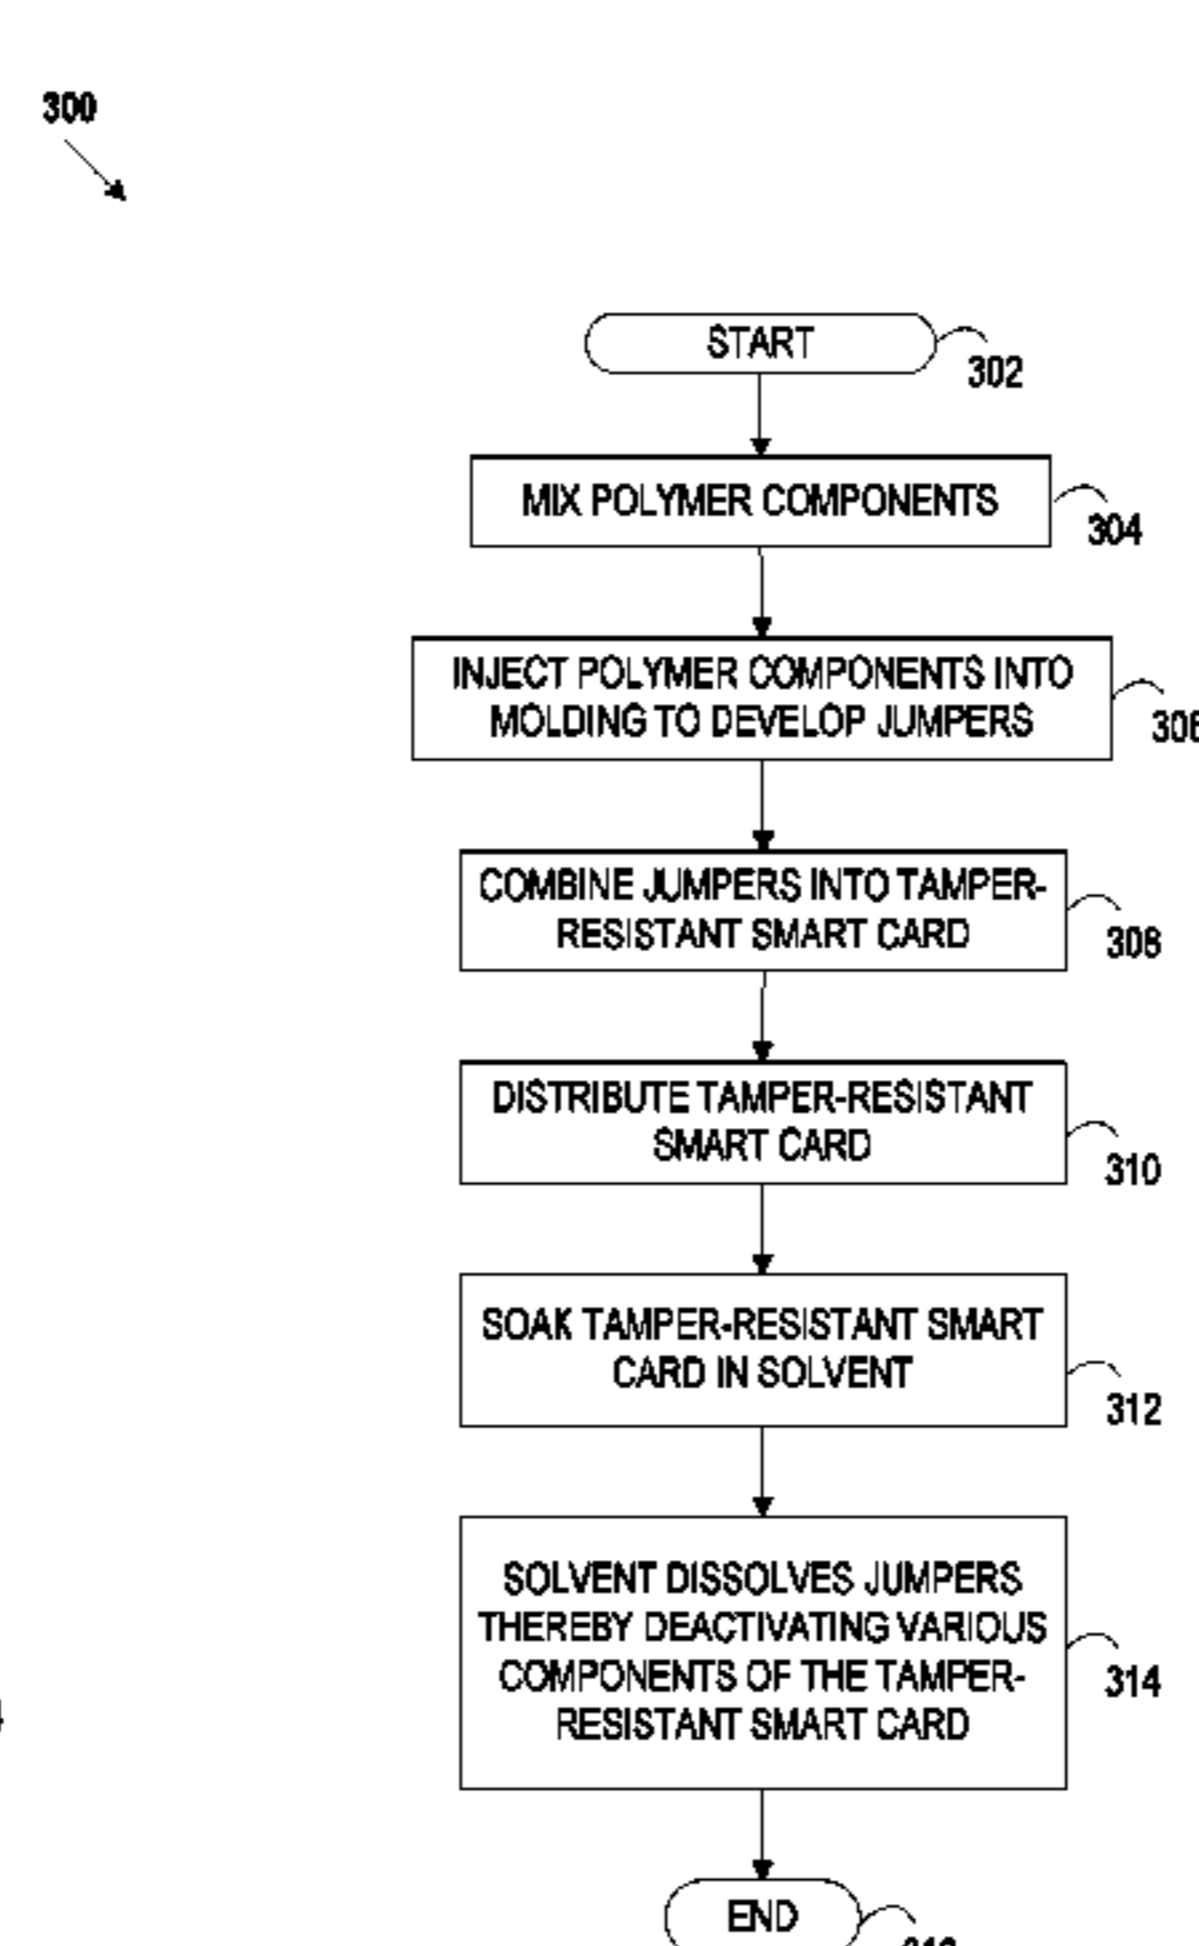 300
START
302
MIX POLYMER COMPONENTS
304
INJECT POLYMER COMPONENTS INTO
MOLDING TO DEVELOP JUMPERS
306
COMBINE JUMPERS INTO TAMPER-
RESISTANT SMART CARD
308
DISTRIBUTE TAMPER-RESISTANT
SMART CARD
310
SOAK TAMPER-RESISTANT SMART
CARD IN SOLVENT
312
SOLVENT DISSOLVES JUMPERS
THEREBY DEACTIVATING VARIOUS
COMPONENTS OF THE TAMPER-
RESISTANT SMART CARD
314
END